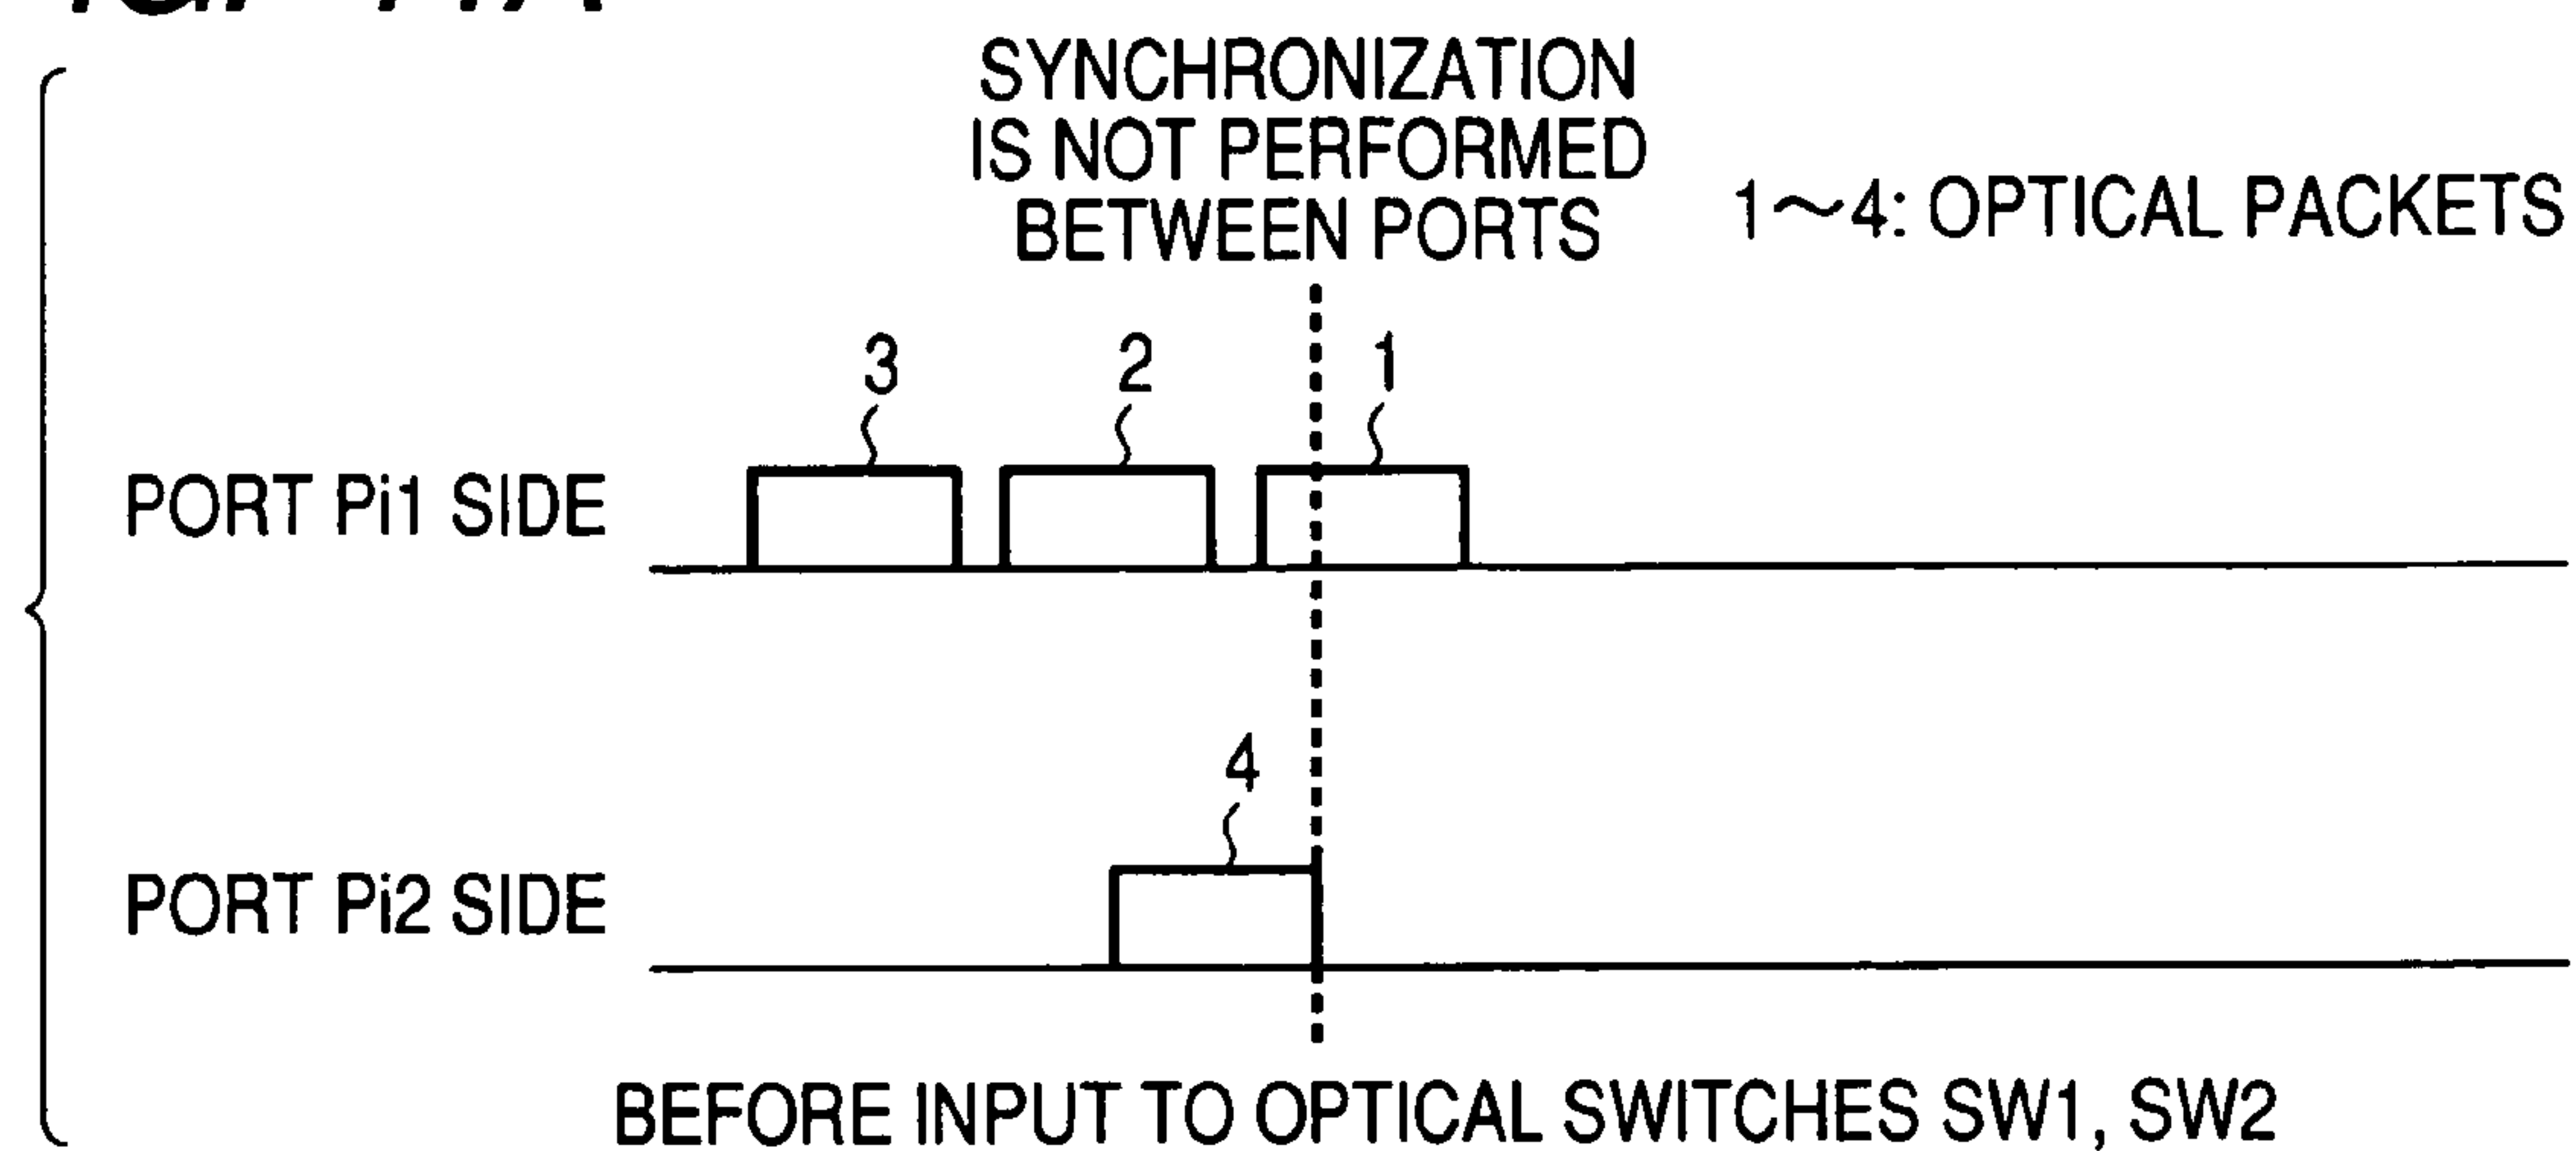 SYNCHRONIZATION
IS NOT PERFORMED
BETWEEN PORTS
1~4: OPTICAL PACKETS
3
2
1
PORT Pi1 SIDE
4
PORT Pi2 SIDE
BEFORE INPUT TO OPTICAL SWITCHES SW1, SW2